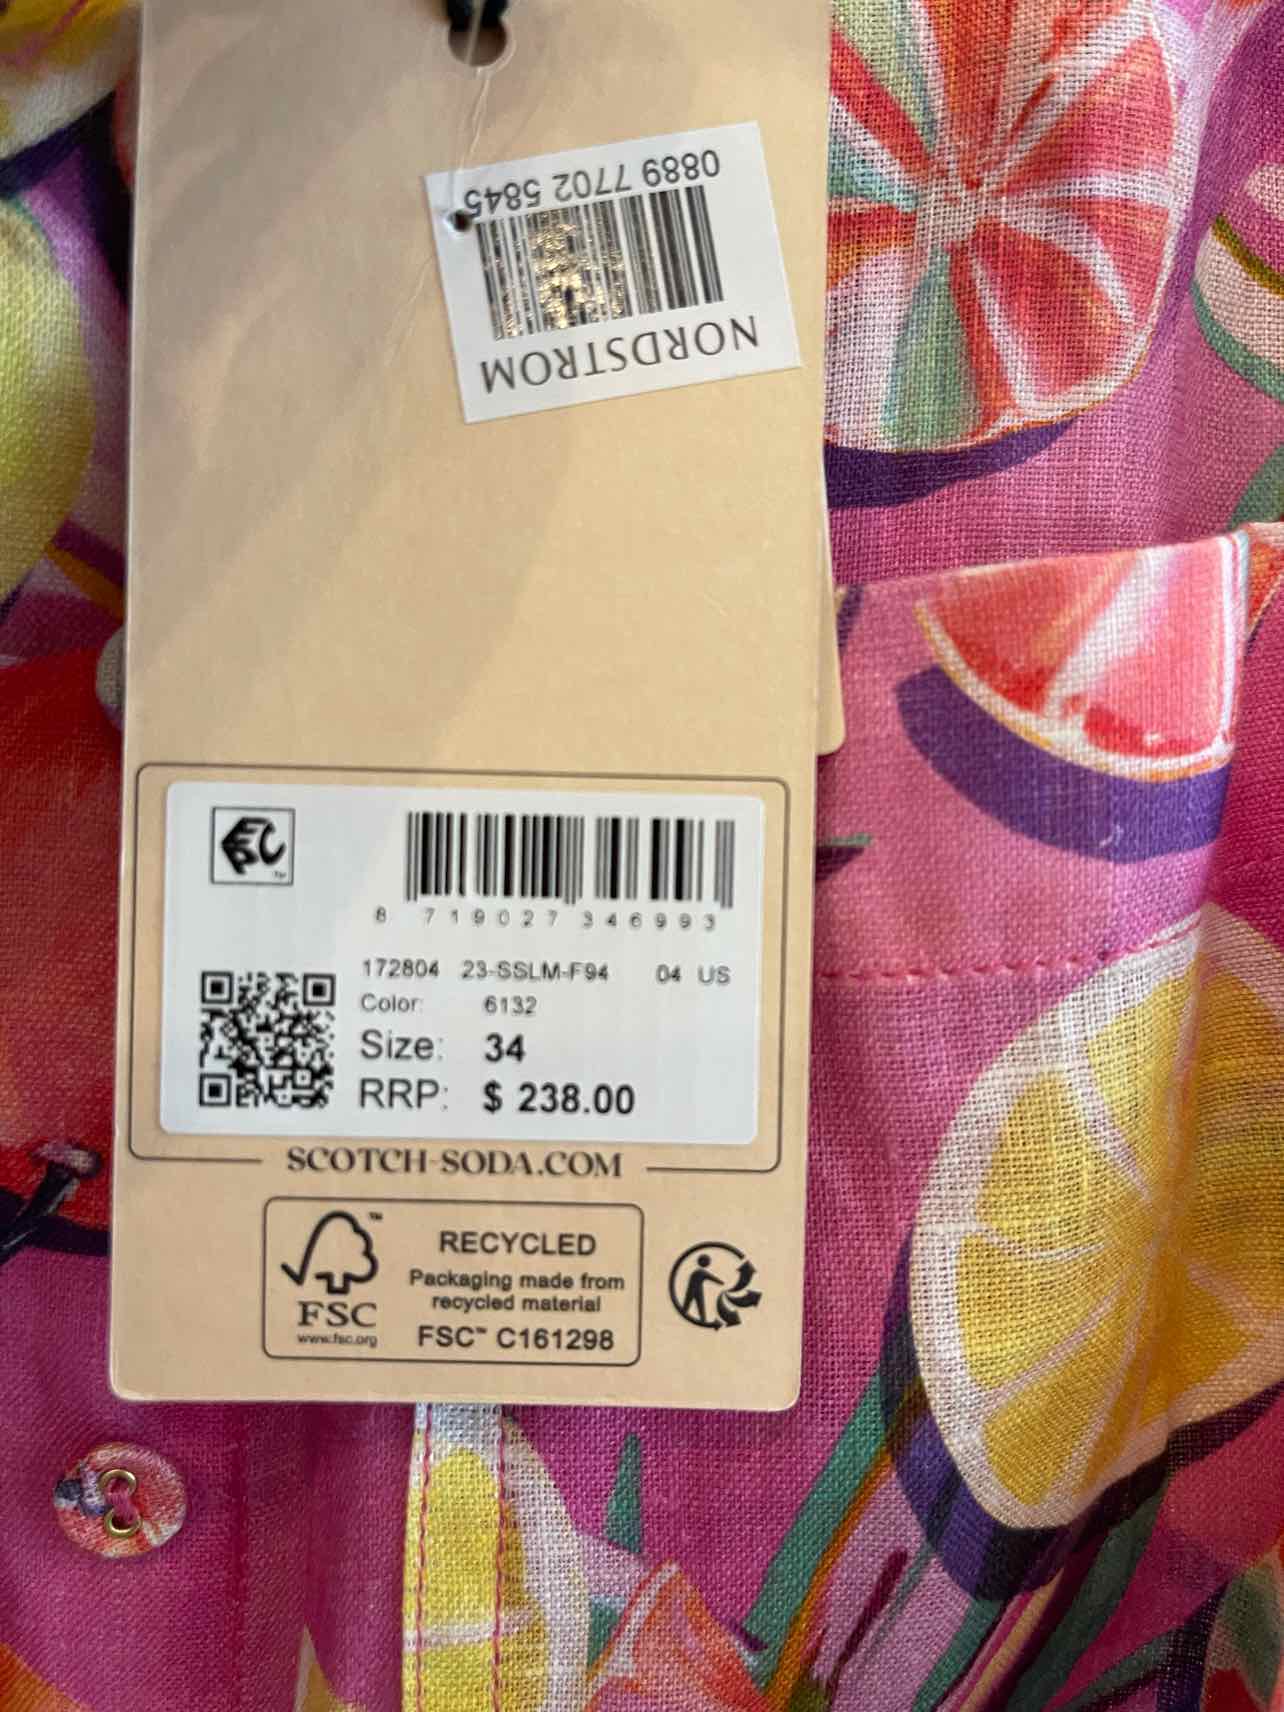 0889 7702 5845
NORDSTROM
8 719027 346993
172804 23-SSLM-F94 04 US
Color: 6132
Size: 34
RRP: $ 238.00
SCOTCH-SODA.COM
RECYCLED
Packaging made from
recycled material
FSC™ C161298
FSC
www.fsc.org